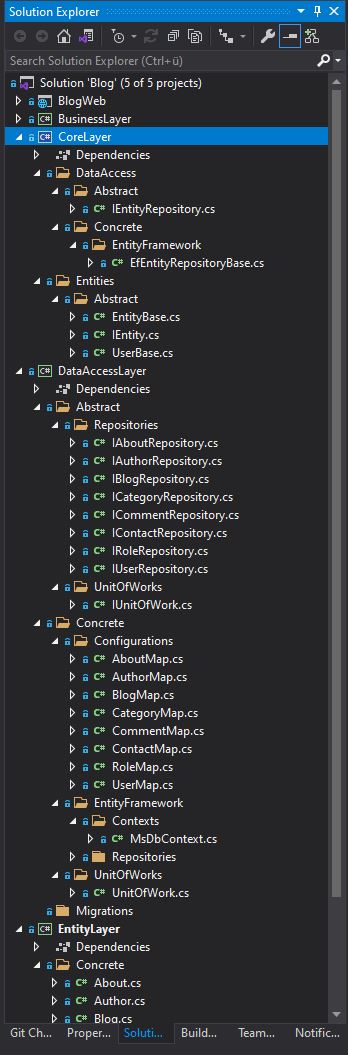 Solution Explorer
Search Solution Explorer (Ctrl+ü)
Solution 'Blog' (5 of 5 projects)
BlogWeb
BusinessLayer
CoreLayer
Dependencies
DataAccess
Abstract
IEntityRepository.cs
Concrete
EntityFramework
EfEntityRepositoryBase.cs
Entities
Abstract
EntityBase.cs
IEntity.cs
UserBase.cs
DataAccessLayer
Dependencies
Abstract
Repositories
IAboutRepository.cs
IAuthorRepository.cs
IBlogRepository.cs
ICategoryRepository.cs
ICommentRepository.cs
IContactRepository.cs
IRoleRepository.cs
IUserRepository.cs
UnitOfWorks
IUnitOfWork.cs
Concrete
Configurations
AboutMap.cs
AuthorMap.cs
BlogMap.cs
CategoryMap.cs
CommentMap.cs
ContactMap.cs
RoleMap.cs
UserMap.cs
EntityFramework
Contexts
MsDbContext.cs
Repositories
UnitOfWorks
UnitOfWork.cs
Migrations
EntityLayer
Dependencies
Concrete
About.cs
Author.cs
Blog.cs
Git Ch... Proper... Soluti... Build... Team... Notific...